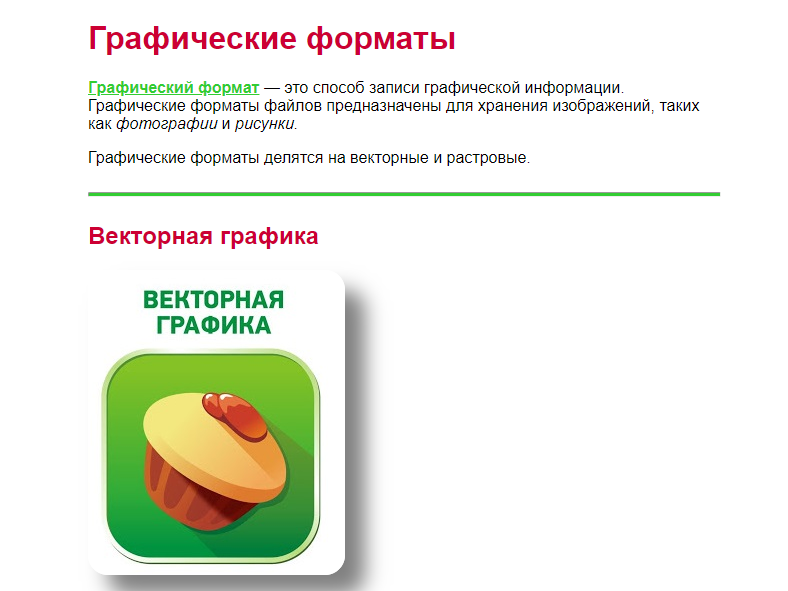 Графические форматы
Графический формат — это способ записи графической информации.
Графические форматы файлов предназначены для хранения изображений, таких
как фотографии и рисунки.
Графические форматы делятся на векторные и растровые.
Векторная графика
ВЕКТОРНАЯ
ГРАФИКА